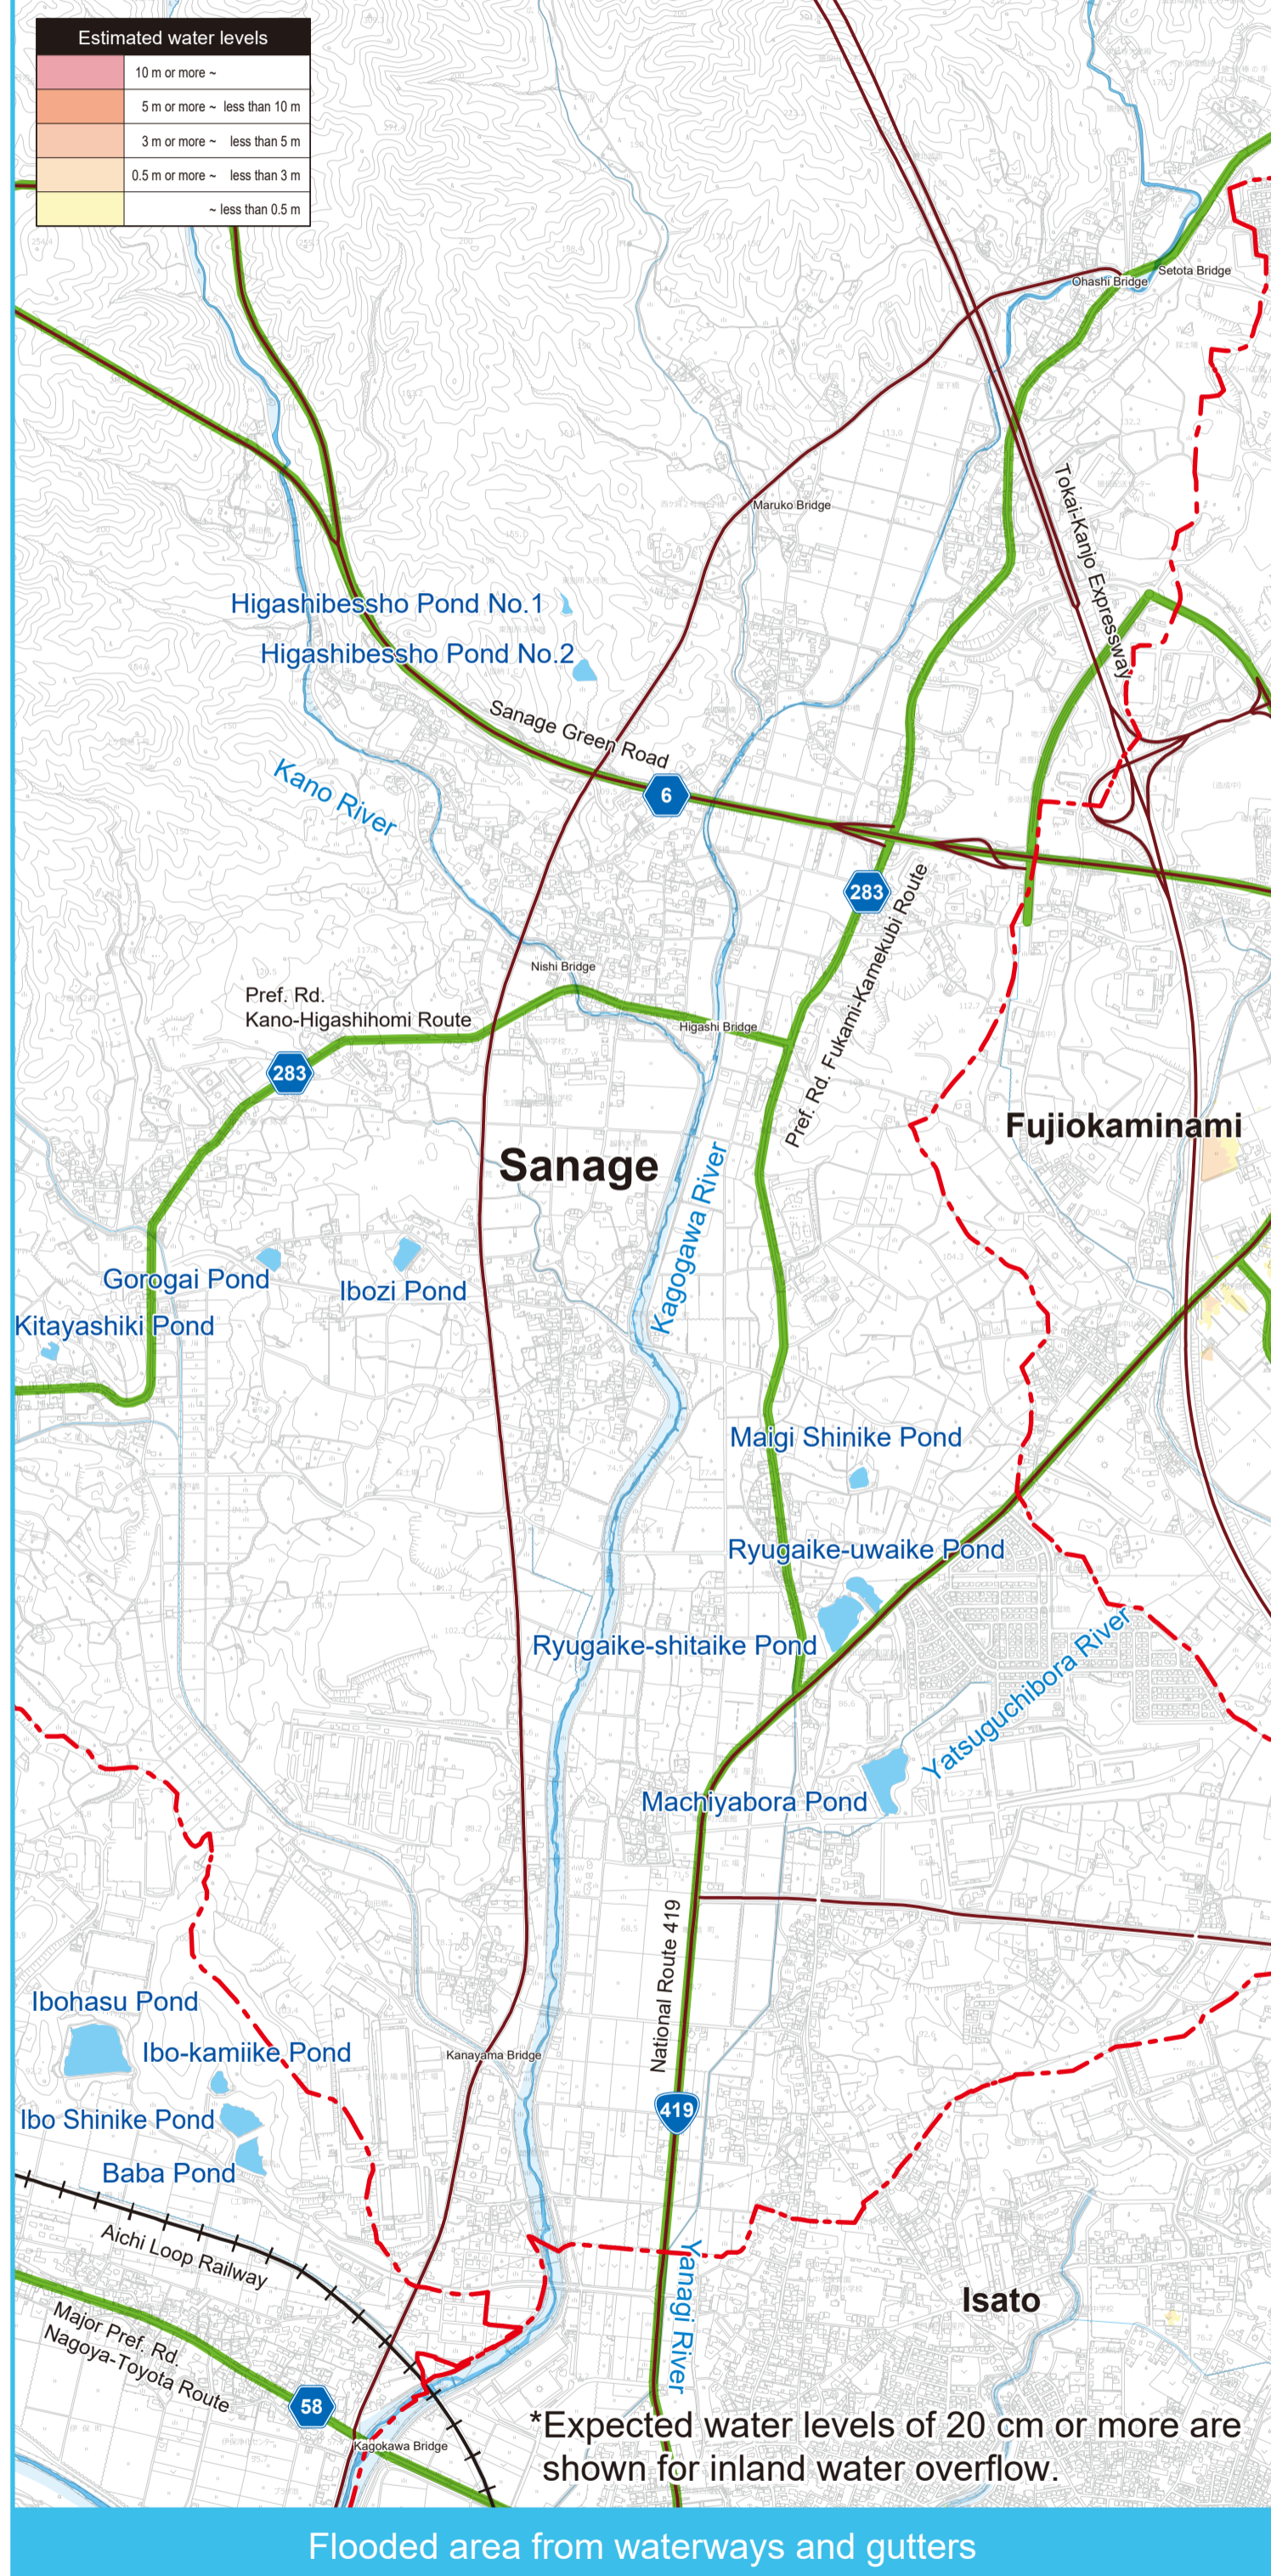 Estimated water levels
10 m or more ~
5 m or more ~ less than 10 m
3 m or more ~ less than 5 m
0.5 m or more ~ less than 3 m
~ less than 0.5 m
Setota Bridge
Ohashi Bridge
Maruko Bridge
Tokai-Kanjo Expressway
Higashibessho Pond No.1
Higashibessho Pond No.2
Sanage Green Road
Kano River
6
283
Pref. Rd. Fukami-Kamekubi Route
Nishi Bridge
Pref. Rd.
Kano-Higashihomi Route
Higashi Bridge
283
Fujiokaminami
Sanage
Kagogawa River
Gorogai Pond
Ibozi Pond
Kitayashiki Pond
Maigi Shinike Pond
Ryugaike-uwaike Pond
Ryugaike-shitaike Pond
Yatsuguchibora River
Machiyabora Pond
National Route 419
Ibohasu Pond
Ibo-kamiike Pond
Kanayama Bridge
Ibo Shinike Pond
419
Baba Pond
Aichi Loop Railway
Yanagi River
Isato
Major Pref. Rd.
Nagoya-Toyota Route
58
Kagokawa Bridge
*Expected water levels of 20 cm or more are
shown for inland water overflow.
Flooded area from waterways and gutters